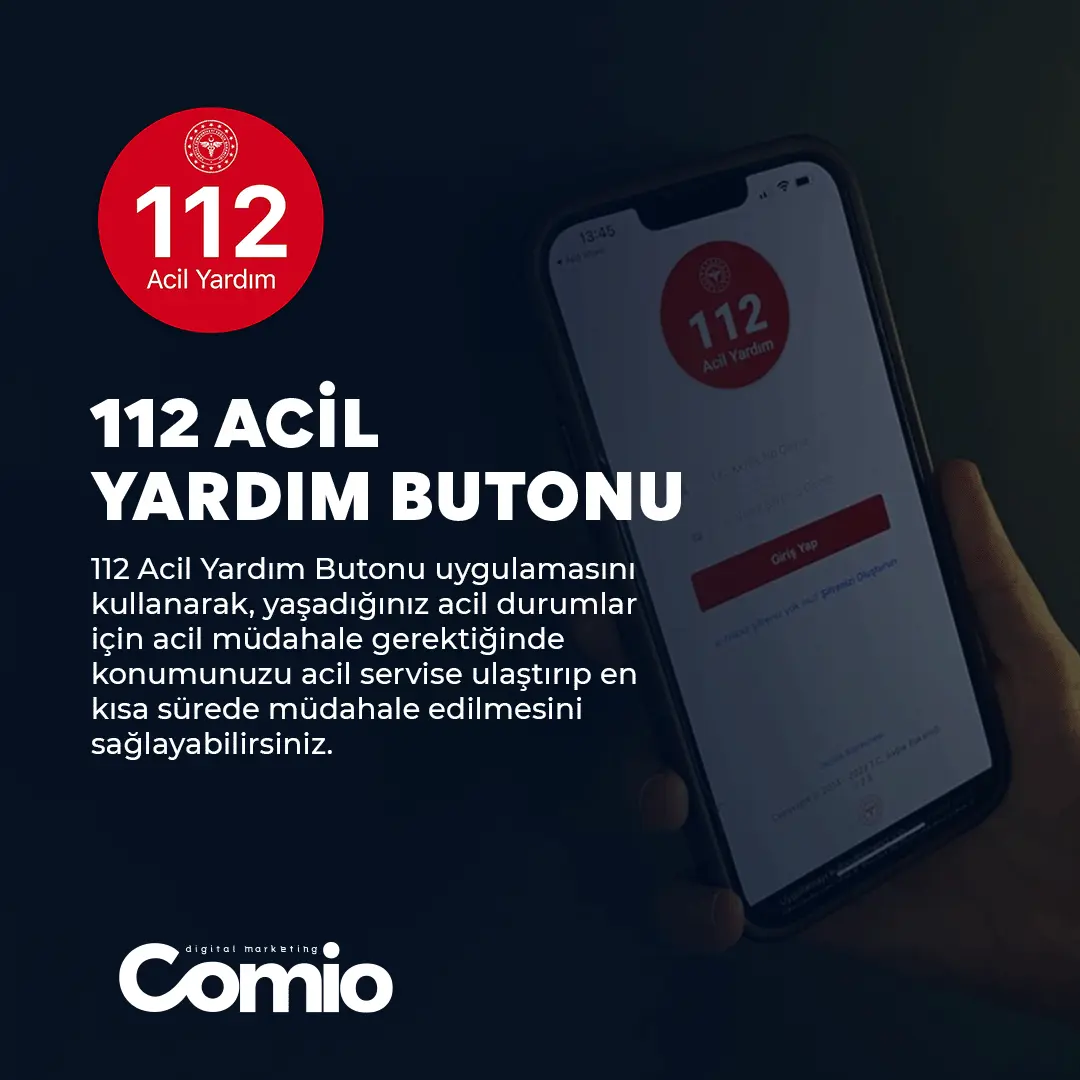 112
Acil Yardım
112 ACİL
YARDIM BUTONU
112 Acil Yardım Butonu uygulamasını
kullanarak, yaşadığınız acil durumlar
için acil müdahale gerektiğinde
konumunuzu acil servise ulaştırıp en
kısa sürede müdahale edilmesini
sağlayabilirsiniz.
13:45
112
Acil Yardım
Giriş Yap
digital marketing
Comio